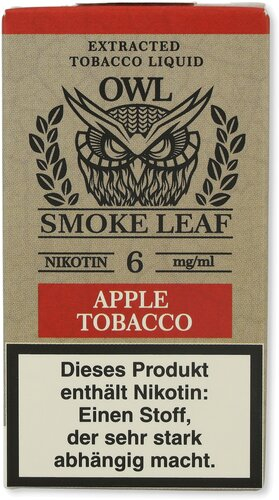 EXTRACTED
TOBACCO LIQUID
OWL
SMOKE LEAF
NIKOTIN 6 mg/ml
APPLE
TOBACCO
Dieses Produkt
enthält Nikotin:
Einen Stoff,
der sehr stark
abhängig macht.